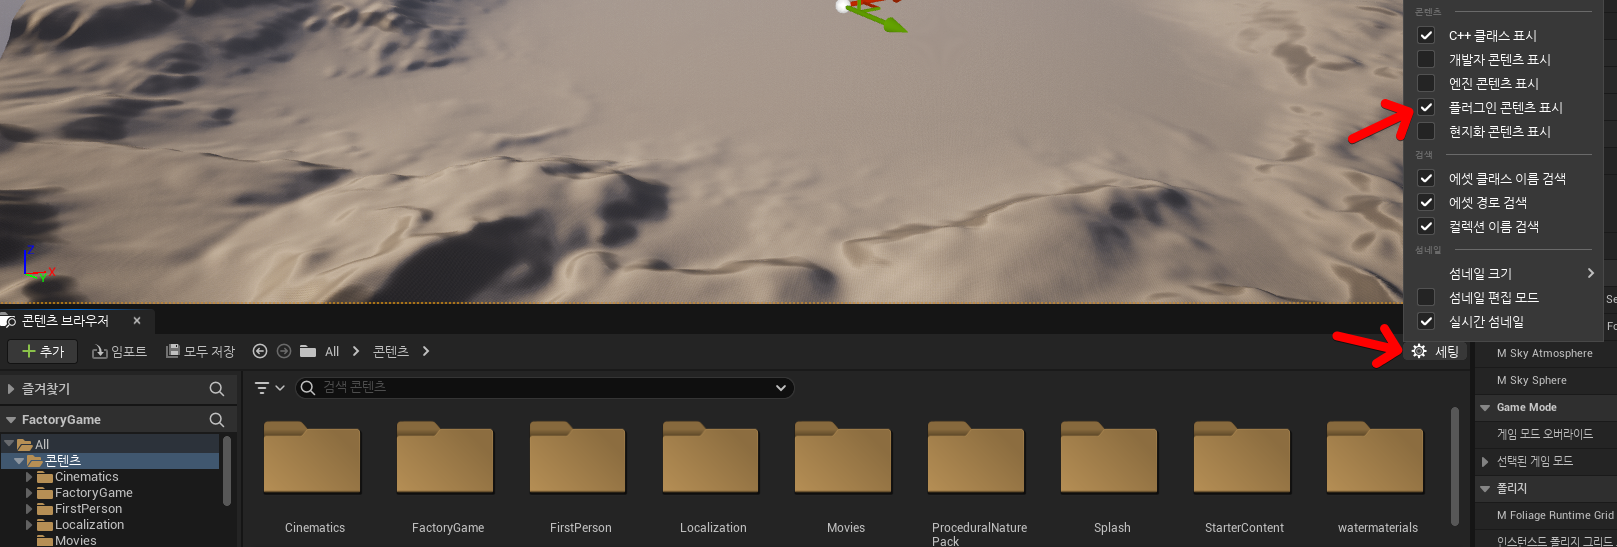 콘텐츠
C++ 클래스 표시
개발자 콘텐츠 표시
엔진 콘텐츠 표시
플러그인 콘텐츠 표시
현지화 콘텐츠 표시
검색
에셋 클래스 이름 검색
에셋 경로 검색
컬렉션 이름 검색
섬네일
섬네일 크기
섬네일 편집 모드
실시간 섬네일
Z
X
Y
콘텐츠 브라우저
추가
임포트
모두 저장
All
콘텐츠
세팅
즐겨찾기
검색 콘텐츠
FactoryGame
All
콘텐츠
Cinematics
FactoryGame
FirstPerson
Localization
Movies
Cinematics
FactoryGame
FirstPerson
Localization
Movies
ProceduralNature
Pack
Splash
StarterContent
watermaterials
Se
Fo
M Sky Atmosphere
M Sky Sphere
Game Mode
게임 모드 오버라이드
선택된 게임 모드
폴리지
M Foliage Runtime Grid
인스턴스드 폴리지 그리드